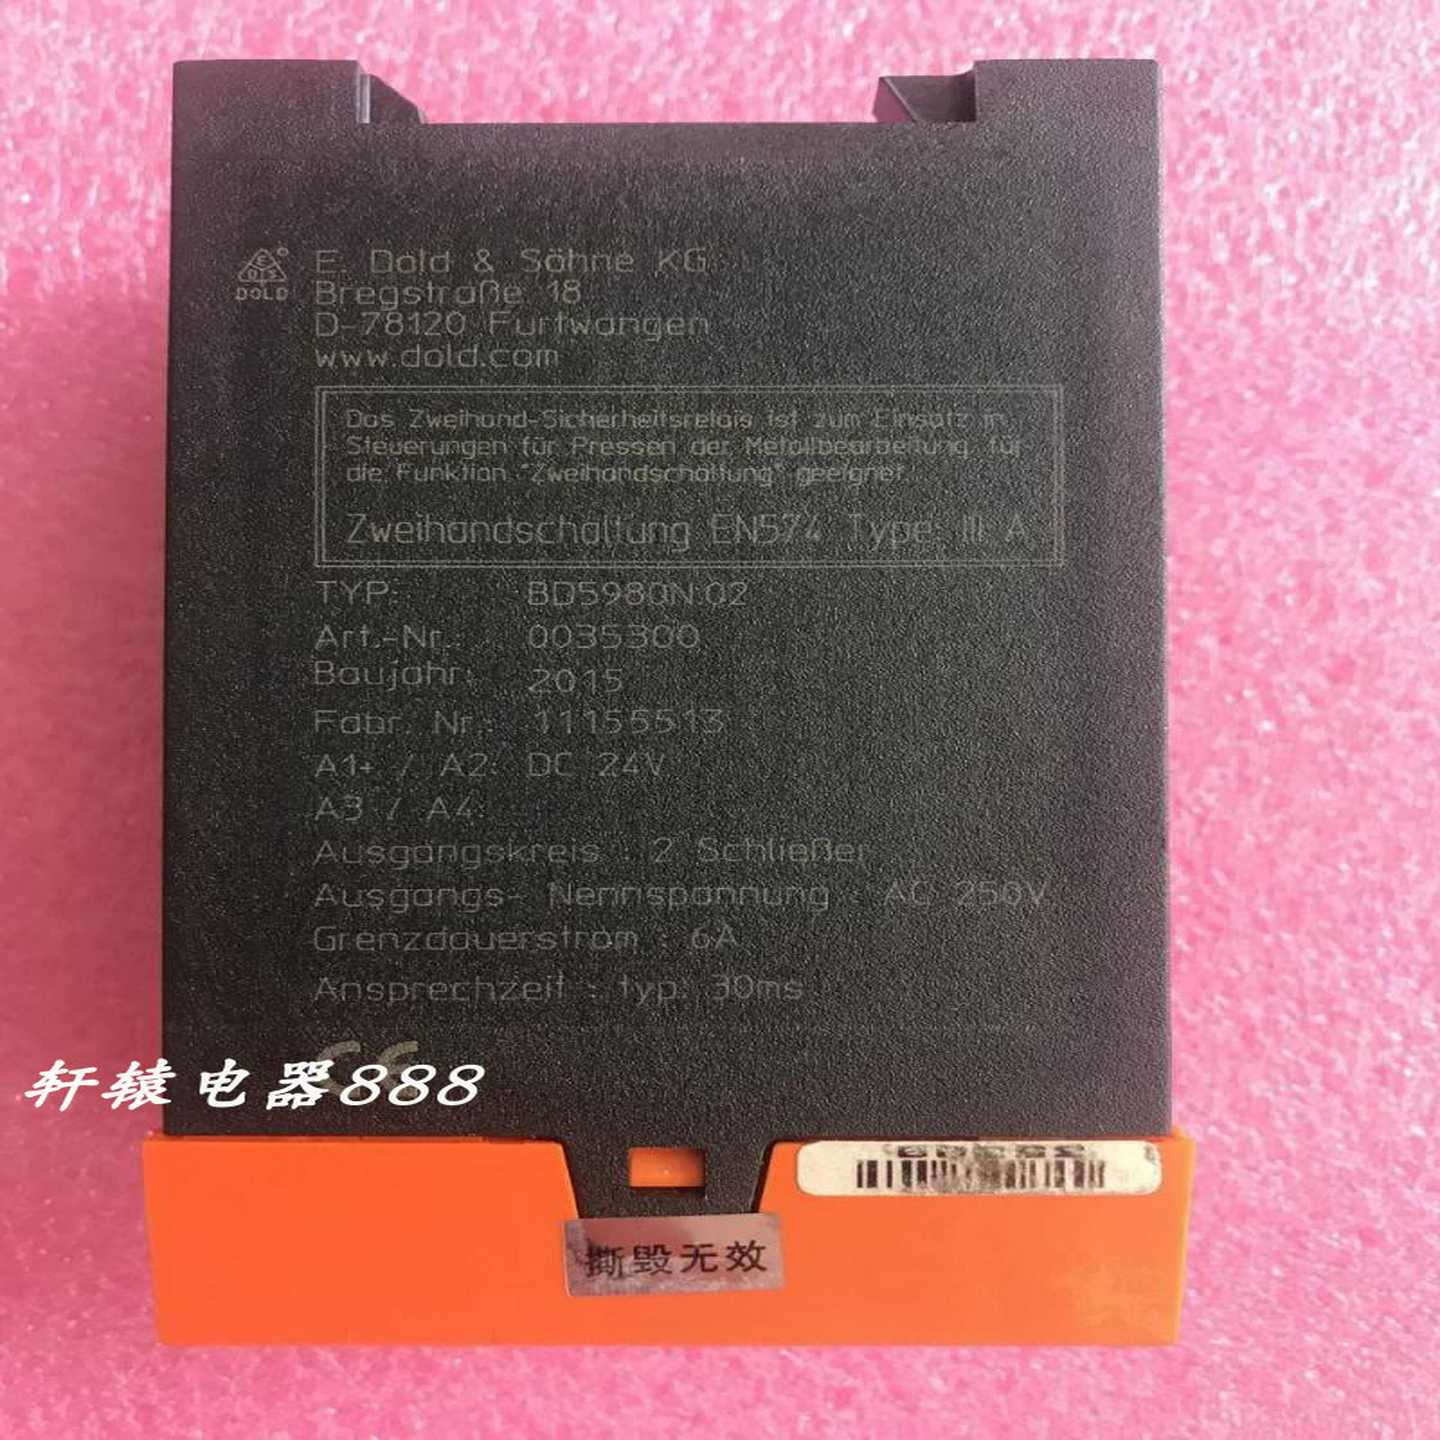 E. Dold & Söhne KG
DOLD
Bregstraße 18
D-78120 Furtwangen
www.dold.com
Das Zweihand-Sicherheitsrelais ist zum Einsatz in
Steuerungen für Pressen der Metallbearbeitung für
die Funktion "Zweihandschaltung" geeignet.
Zweihandschaltung EN574 Type III A
TYP: BD5980N.02
Art.-Nr.: 0035300
Baujahr: 2015
Fabr. Nr.: 11155513
A1+ / A2: DC 24V
A3 / A4:
Ausgangskreis : 2 Schließer
Ausgangs- Nennspannung : AC 250V
Grenzdauerstrom : 6A
Ansprechzeit : typ. 30ms
CE
轩辕电器888
撕毁无效